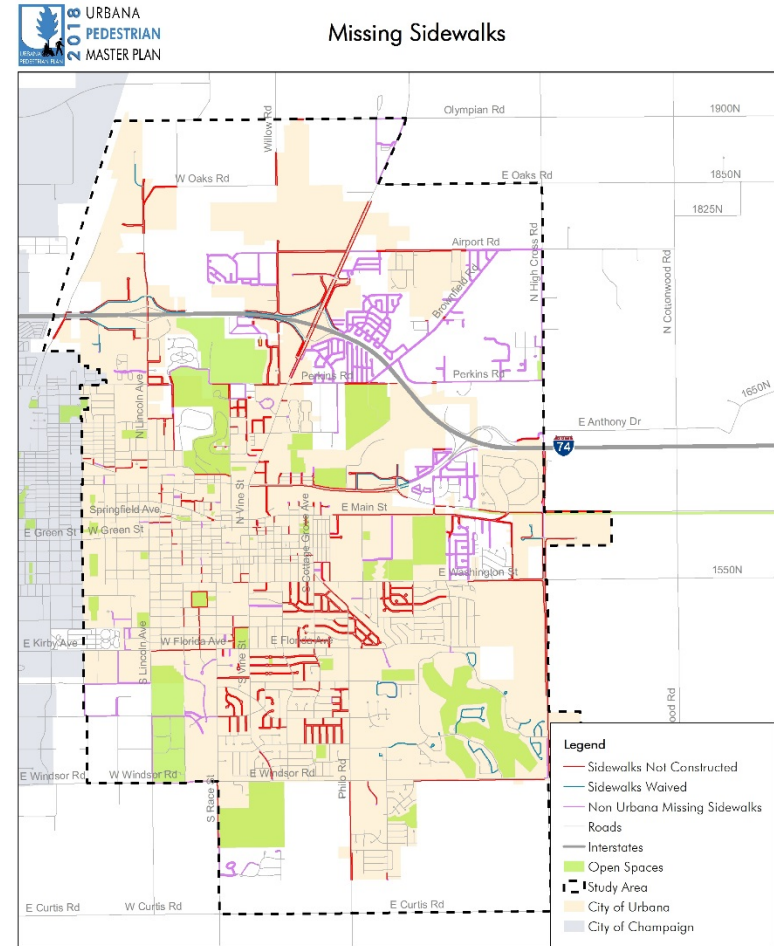 2018
URBANA
PEDESTRIAN
MASTER PLAN
URBANA
PEDESTRIAN PLAN
Missing Sidewalks
Olympian Rd
1900N
Willow Rd
W Oaks Rd
E Oaks Rd
1850N
1825N
Airport Rd
N High Cross Rd
N Cottonwood Rd
Brownfield Rd
Perkins Rd
Perkins Rd
N Lincoln Ave
1650N
E Anthony Dr
74
N Vine St
Springfield Ave
E Main St
S Cottage Grove Ave
E Green St
W Green St
E Washington St
1550N
E Kirby Ave
W Florida Ave
E Florida Ave
S Lincoln Ave
S Vine St
ood Rd
E Windsor Rd
W Windsor Rd
E Windsor Rd
S Race St
Philo Rd
E Curtis Rd
W Curtis Rd
E Curtis Rd
Legend
Sidewalks Not Constructed
Sidewalks Waived
Non Urbana Missing Sidewalks
Roads
Interstates
Open Spaces
Study Area
City of Urbana
City of Champaign